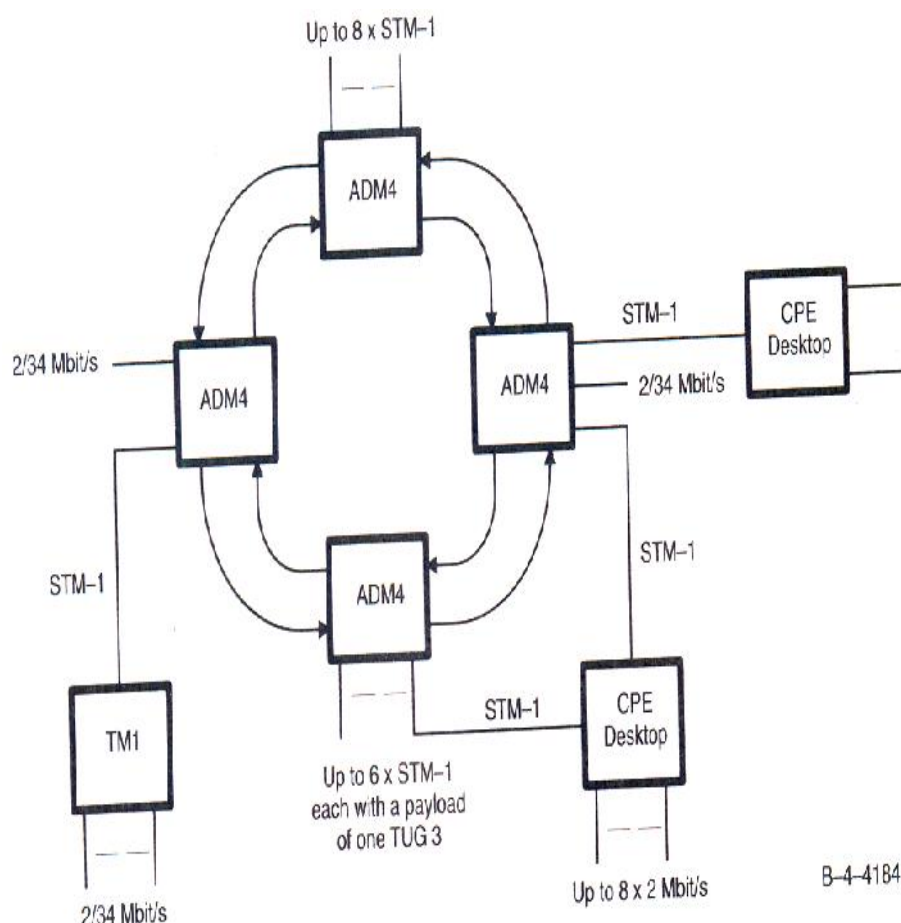 Up to 8 x STM–1
ADM4
STM–1
CPE
Desktop
2/34 Mbit/s
ADM4
ADM4
2/34 Mbit/s
STM–1
STM–1
ADM4
TM1
STM–1
CPE
Desktop
Up to 6 x STM–1
each with a payload
of one TUG 3
2/34 Mbit/s
Up to 8 x 2 Mbit/s
B–4–4184